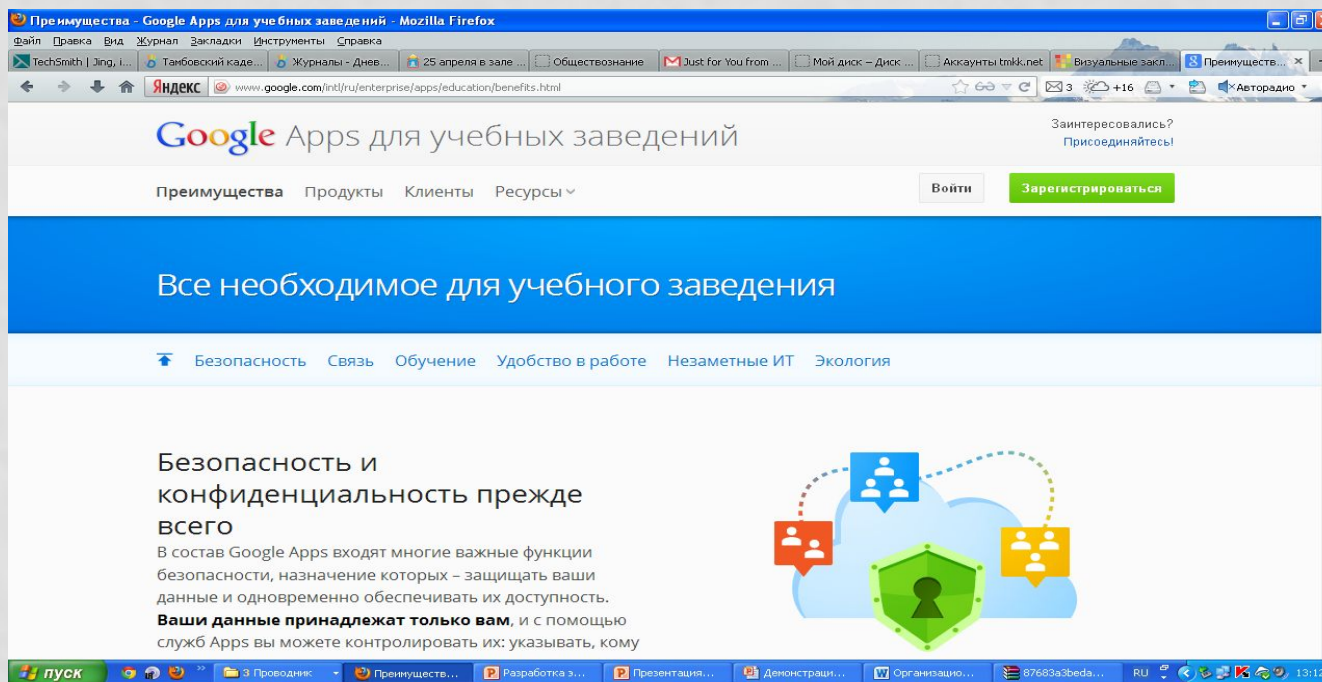 Преимущества - Google Apps для учебных заведений - Mozilla Firefox
Файл Правка Вид Журнал Закладки Инструменты Справка
TechSmith | Jing, i... Тамбовский каде... Журналы - Днев... 25 апреля в зале ... Обществознание Just for You from ... Мой диск – Диск ... Аккаунты tmkk.net Визуальные закл... Преимуществ...
Яндекс www.google.com/intl/ru/enterprise/apps/education/benefits.html 3 +16 Авторадио
Google Apps для учебных заведений
Заинтересовались?
Присоединяйтесь!
Преимущества Продукты Клиенты Ресурсы Войти Зарегистрироваться
Все необходимое для учебного заведения
Безопасность Связь Обучение Удобство в работе Незаметные ИТ Экология
Безопасность и
конфиденциальность прежде
всего
В состав Google Apps входят многие важные функции
безопасности, назначение которых – защищать ваши
данные и одновременно обеспечивать их доступность.
Ваши данные принадлежат только вам, и с помощью
служб Apps вы можете контролировать их: указывать, кому
пуск 3 Проводник Преимуществ... Разработка э... Презентация... Демонстраци... Организацио... 87683a3beda... RU 13:12